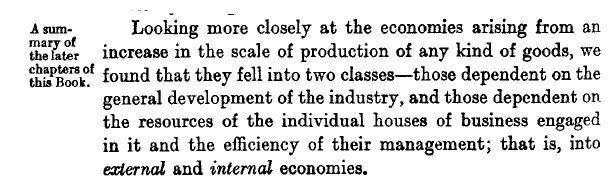 A sum-
mary of
the later
chapters of
this Book.
Looking more closely at the economies arising from an
increase in the scale of production of any kind of goods, we
found that they fell into two classes—those dependent on the
general development of the industry, and those dependent on
the resources of the individual houses of business engaged
in it and the efficiency of their management; that is, into
external and internal economies.